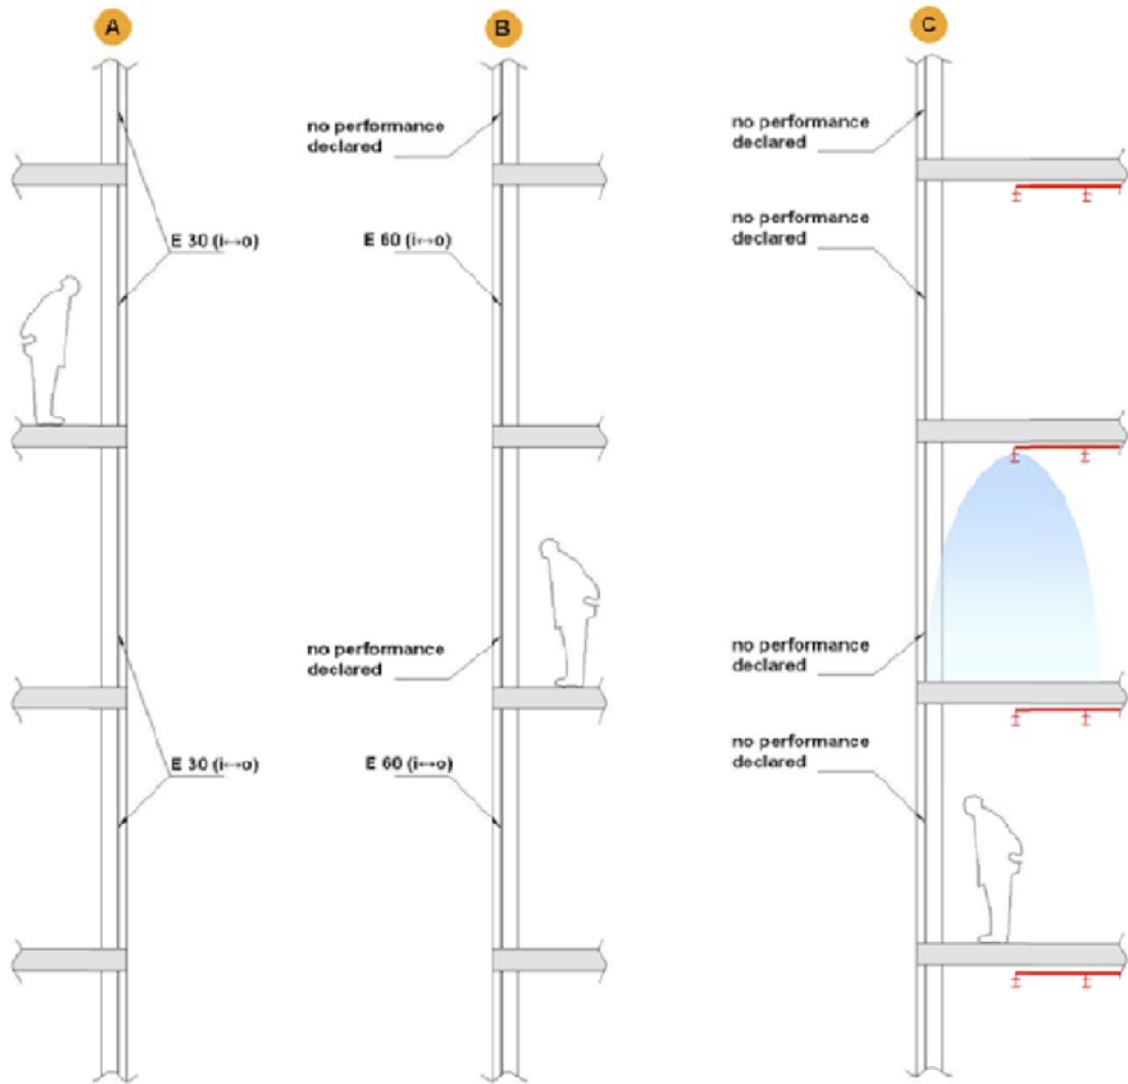 A
B
C
no performance
declared
no performance
declared
E 30 (i↔o)
E 60 (i↔o)
no performance
declared
no performance
declared
no performance
declared
E 30 (i↔o)
E 60 (i↔o)
no performance
declared